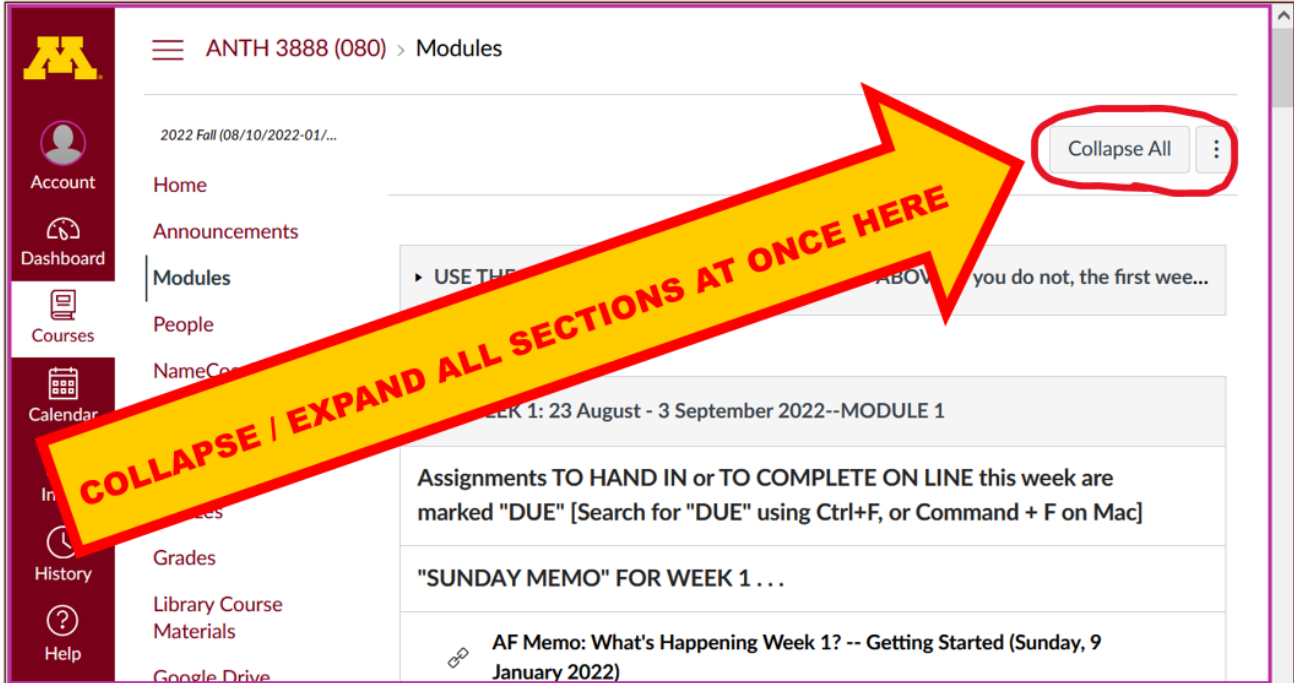 ANTH 3888 (080) > Modules
2022 Fall (08/10/2022-01/...
Collapse All
Account
Dashboard
Courses
Calendar
History
Help
Home
Announcements
Modules
People
Grades
Library Course
Materials
Google Drive
COLLAPSE / EXPAND ALL SECTIONS AT ONCE HERE
USE THE
you do not, the first wee...
1: 23 August - 3 September 2022--MODULE 1
Assignments TO HAND IN or TO COMPLETE ON LINE this week are
marked "DUE" [Search for "DUE" using Ctrl+F, or Command + F on Mac]
"SUNDAY MEMO" FOR WEEK 1 . . .
AF Memo: What's Happening Week 1? -- Getting Started (Sunday, 9
January 2022)